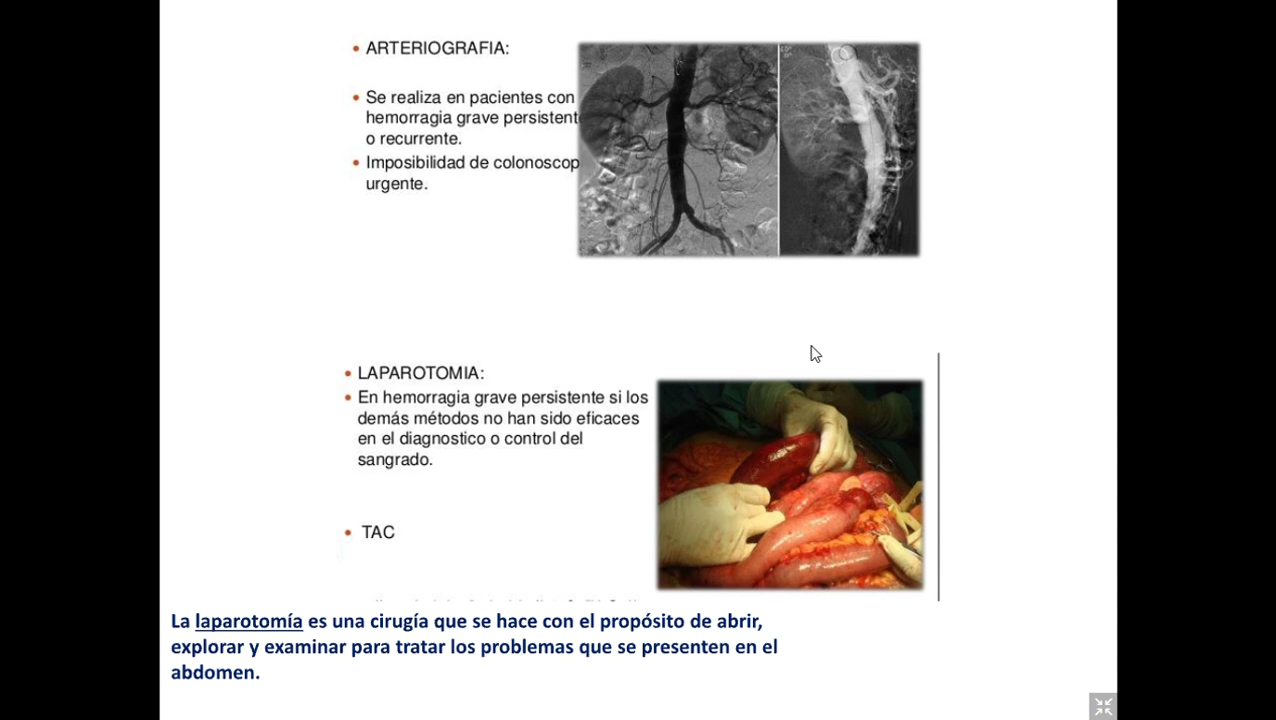 • ARTERIOGRAFIA:
• Se realiza en pacientes con
hemorragia grave persistent
o recurrente.
• Imposibilidad de colonoscop
urgente.
• LAPAROTOMIA:
• En hemorragia grave persistente si los
demás métodos no han sido eficaces
en el diagnostico o control del
sangrado.
• TAC
La laparotomía es una cirugía que se hace con el propósito de abrir,
explorar y examinar para tratar los problemas que se presenten en el
abdomen.